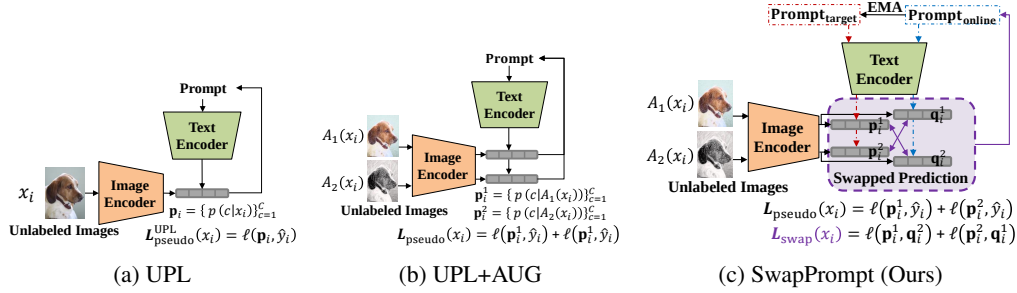 Prompt
Text
Encoder
x_i
Image
Encoder
p_i = { p (c|x_i)}_{c=1}^C
Unlabeled Images
L_pseudo^UPL(x_i) = ℓ(p_i, ŷ_i)
(a) UPL
Prompt
Text
Encoder
A_1(x_i)
Image
Encoder
A_2(x_i)
p_i^1 = { p (c|A_1(x_i))}_{c=1}^C
Unlabeled Images
p_i^2 = { p (c|A_2(x_i))}_{c=1}^C
L_pseudo(x_i) = ℓ(p_i^1, ŷ_i) + ℓ(p_i^1, ŷ_i)
(b) UPL+AUG
Prompt_target
EMA
Prompt_online
Text
Encoder
A_1(x_i)
Image
Encoder
q_i^1
p_i^1
A_2(x_i)
p_i^2
q_i^2
Unlabeled Images
Swapped Prediction
L_pseudo(x_i) = ℓ(p_i^1, ŷ_i) + ℓ(p_i^2, ŷ_i)
L_swap(x_i) = ℓ(p_i^1, q_i^2) + ℓ(p_i^2, q_i^1)
(c) SwapPrompt (Ours)